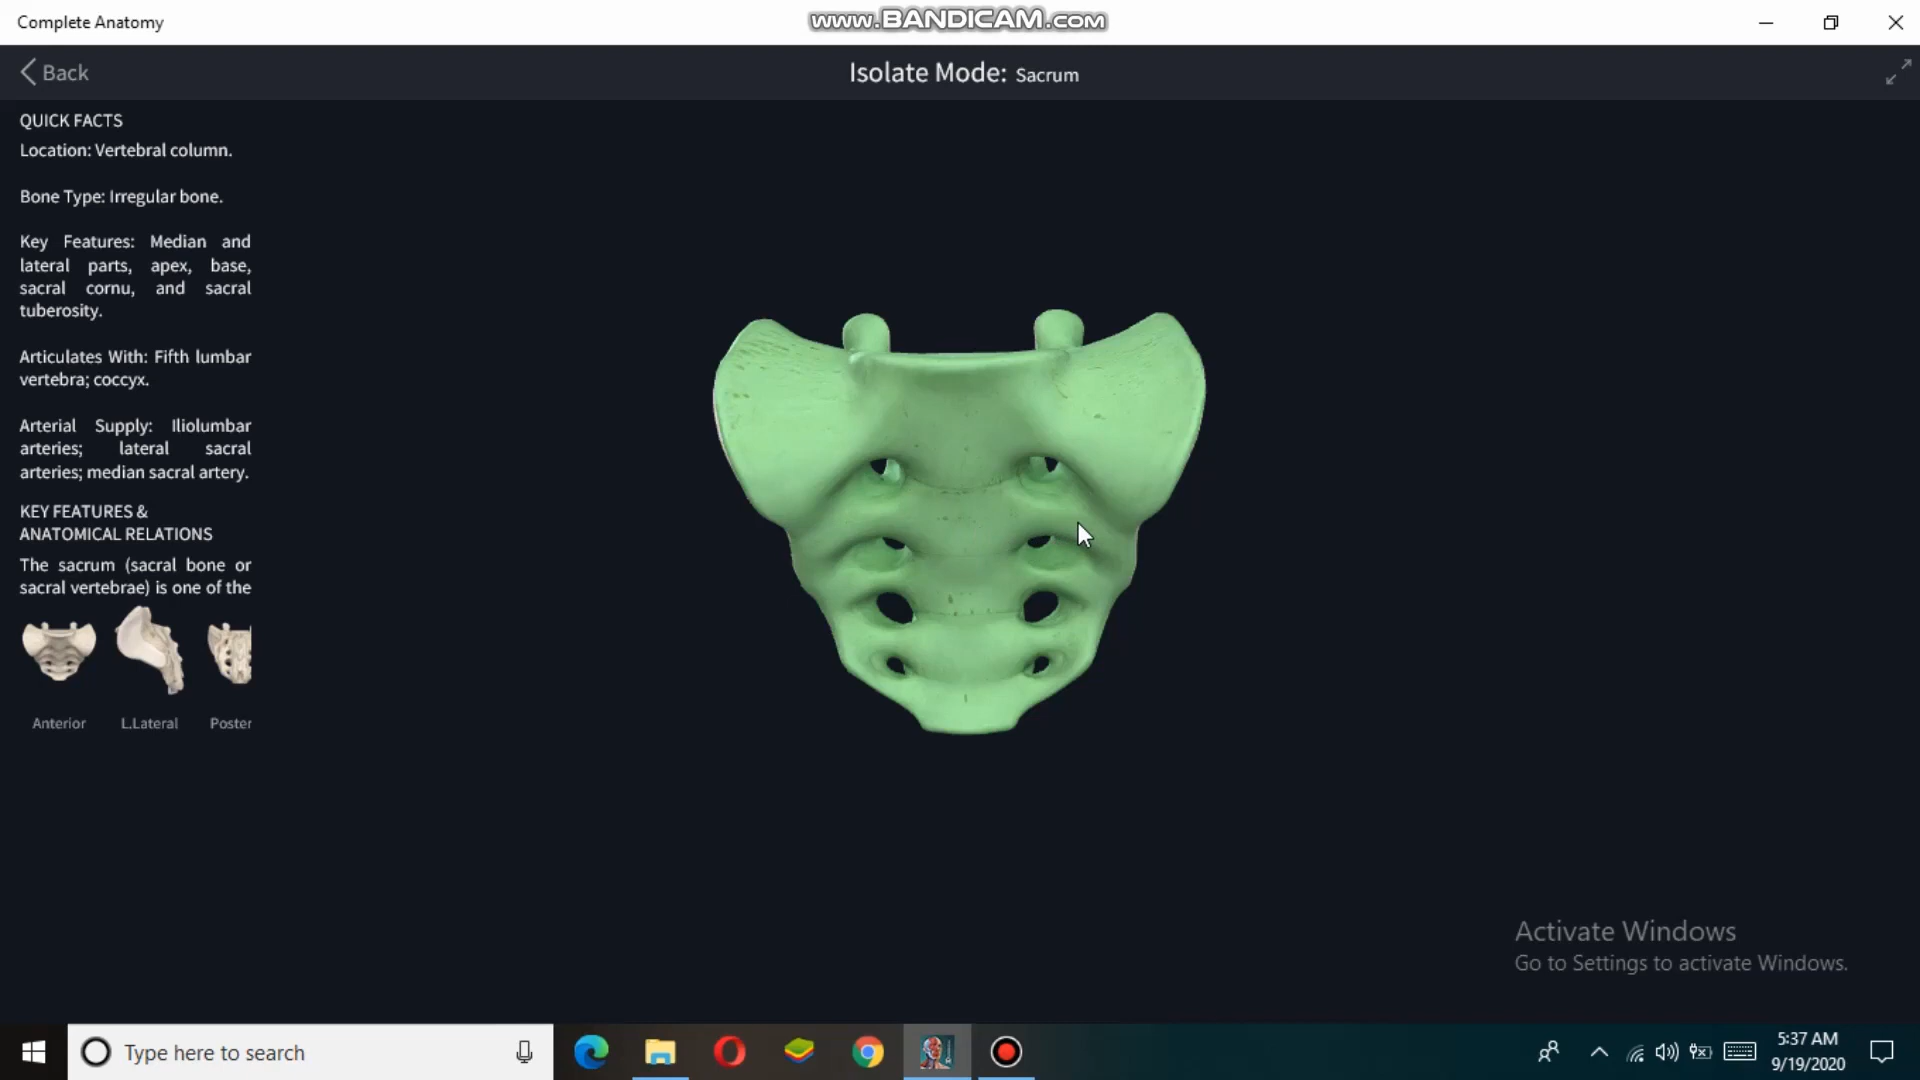 Complete Anatomy
www.BANDICAM.com
Back
Isolate Mode: Sacrum
QUICK FACTS
Location: Vertebral column.
Bone Type: Irregular bone.
Key Features: Median and
lateral parts, apex, base,
sacral cornu, and sacral
tuberosity.
Articulates With: Fifth lumbar
vertebra; coccyx.
Arterial Supply: Iliolumbar
arteries; lateral sacral
arteries; median sacral artery.
KEY FEATURES &
ANATOMICAL RELATIONS
The sacrum (sacral bone or
sacral vertebrae) is one of the
Anterior L.Lateral Poster
Activate Windows
Go to Settings to activate Windows.
Type here to search
5:37 AM
9/19/2020